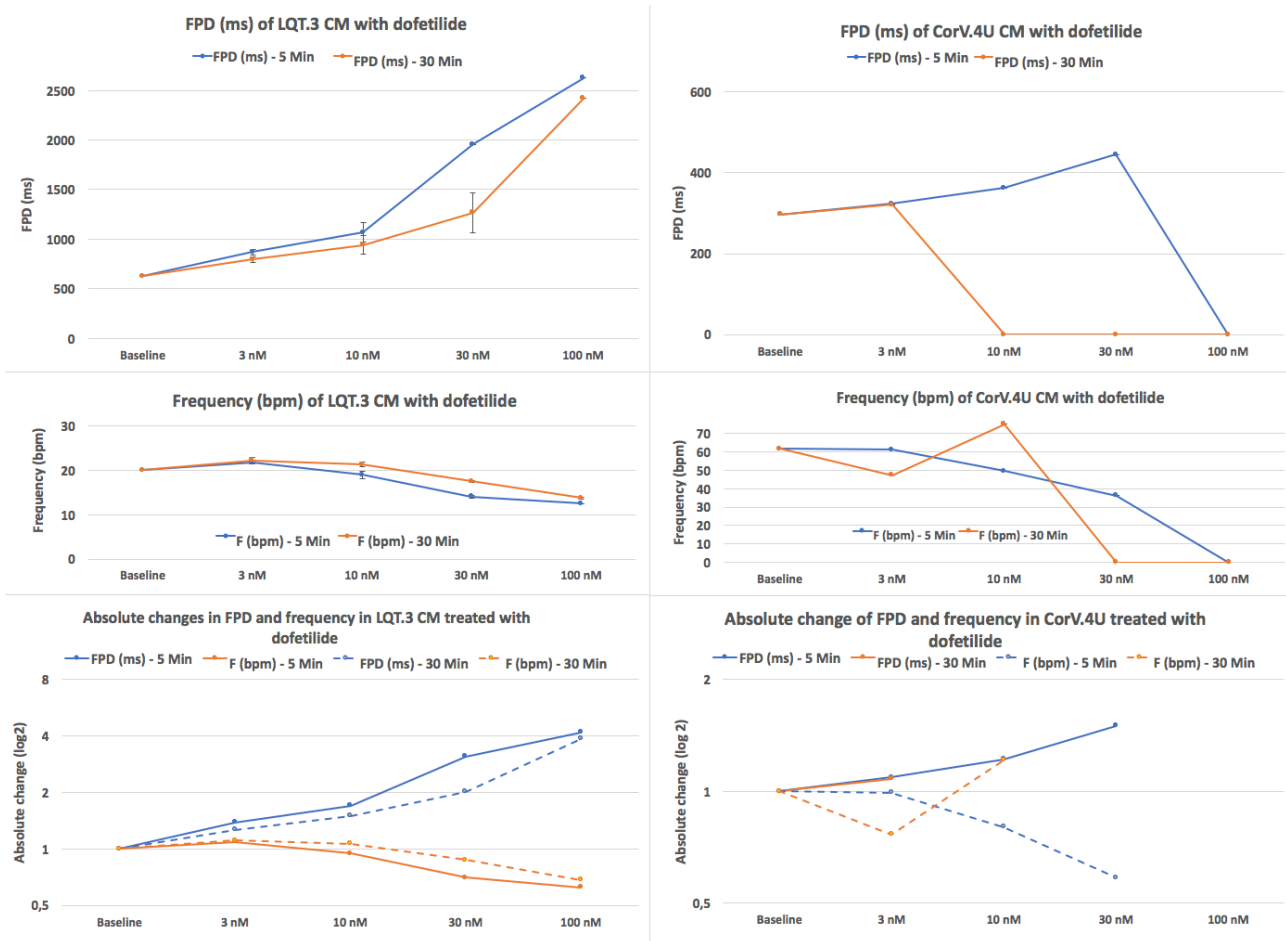 FPD (ms) of LQT.3 CM with dofetilide
FPD (ms) - 5 Min FPD (ms) - 30 Min
FPD (ms)
2500
2000
1500
1000
500
0
Baseline 3 nM 10 nM 30 nM 100 nM
FPD (ms) of CorV.4U CM with dofetilide
FPD (ms) - 5 Min FPD (ms) - 30 Min
FPD (ms)
600
400
200
0
Baseline 3 nM 10 nM 30 nM 100 nM
Frequency (bpm) of LQT.3 CM with dofetilide
Frequency (bpm)
30
20
10
0
F (bpm) - 5 Min F (bpm) - 30 Min
Baseline 3 nM 10 nM 30 nM 100 nM
Frequency (bpm) of CorV.4U CM with dofetilide
Frequency (bpm)
70
60
50
40
30
20
10
0
F (bpm) - 5 Min F (bpm) - 30 Min
Baseline 3 nM 10 nM 30 nM 100 nM
Absolute changes in FPD and frequency in LQT.3 CM treated with
dofetilide
FPD (ms) - 5 Min F (bpm) - 5 Min FPD (ms) - 30 Min F (bpm) - 30 Min
Absolute change (log2)
8
4
2
1
0,5
Baseline 3 nM 10 nM 30 nM 100 nM
Absolute change of FPD and frequency in CorV.4U treated with
dofetilide
FPD (ms) - 5 Min FPD (ms) - 30 Min F (bpm) - 5 Min F (bpm) - 30 Min
Absolute change (log 2)
2
1
0,5
Baseline 3 nM 10 nM 30 nM 100 nM